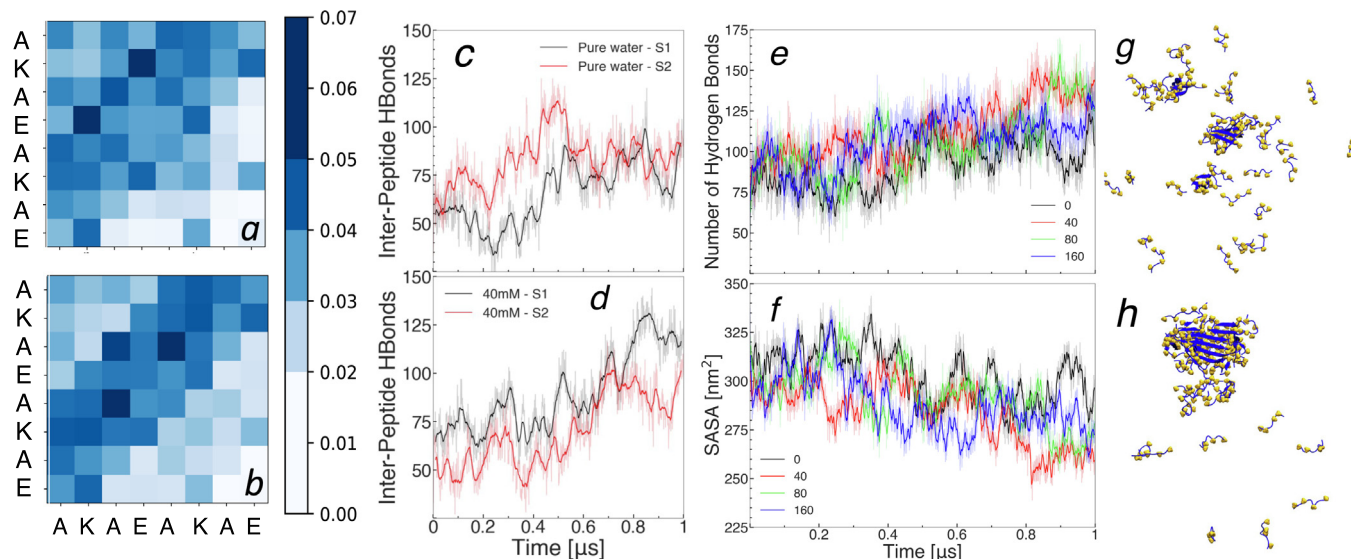 A
K
A
E
A
K
A
E
a
A
K
A
E
A
K
A
E
b
A K A E A K A E
0.07
0.06
0.05
0.04
0.03
0.02
0.01
0.00
Inter-Peptide HBonds
150
125
100
75
50
c
Pure water - S1
Pure water - S2
Inter-Peptide HBonds
150
125
100
75
50
40mM - S1
40mM - S2
d
0 0.2 0.4 0.6 0.8 1
Time [μs]
Number of Hydrogen Bonds
175
150
125
100
75
50
e
0
40
80
160
SASA [nm2]
350
325
300
275
250
225
f
0
40
80
160
0.2 0.4 0.6 0.8 1
Time [μs]
g
h